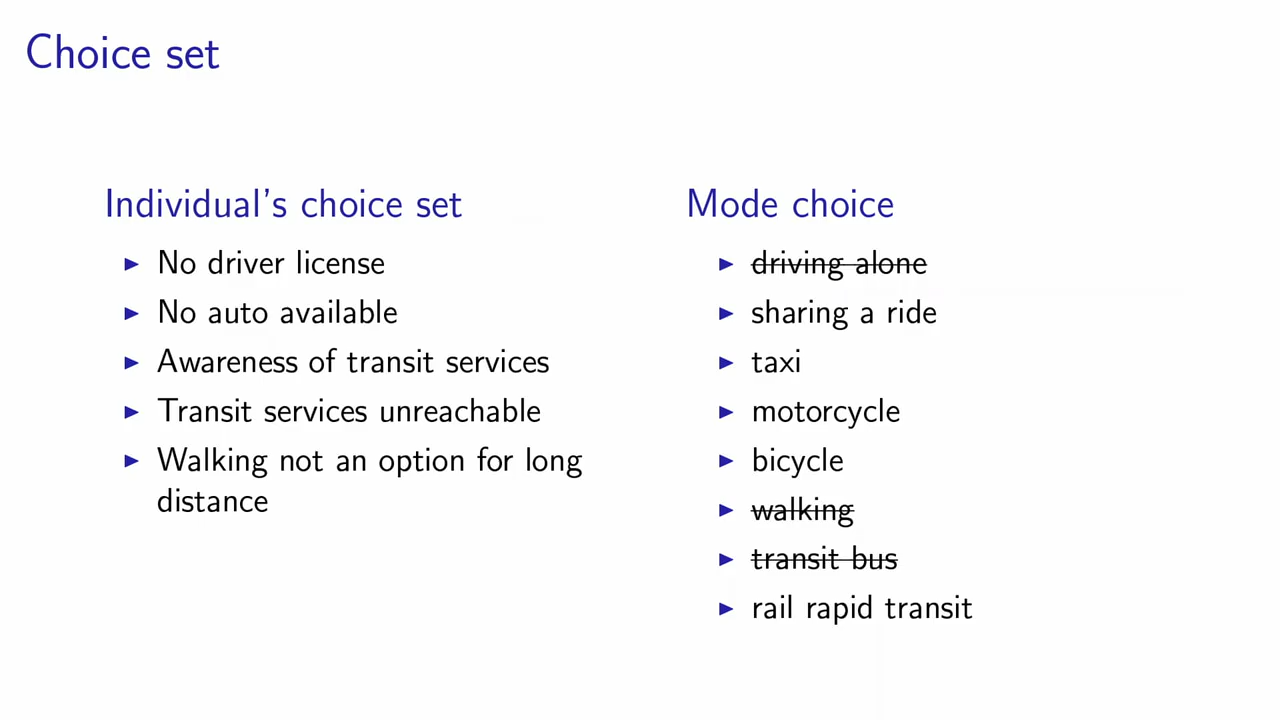 Choice set
Individual's choice set
▶ No driver license
▶ No auto available
▶ Awareness of transit services
▶ Transit services unreachable
▶ Walking not an option for long
distance
Mode choice
▶ driving alone
▶ sharing a ride
▶ taxi
▶ motorcycle
▶ bicycle
▶ walking
▶ transit bus
▶ rail rapid transit